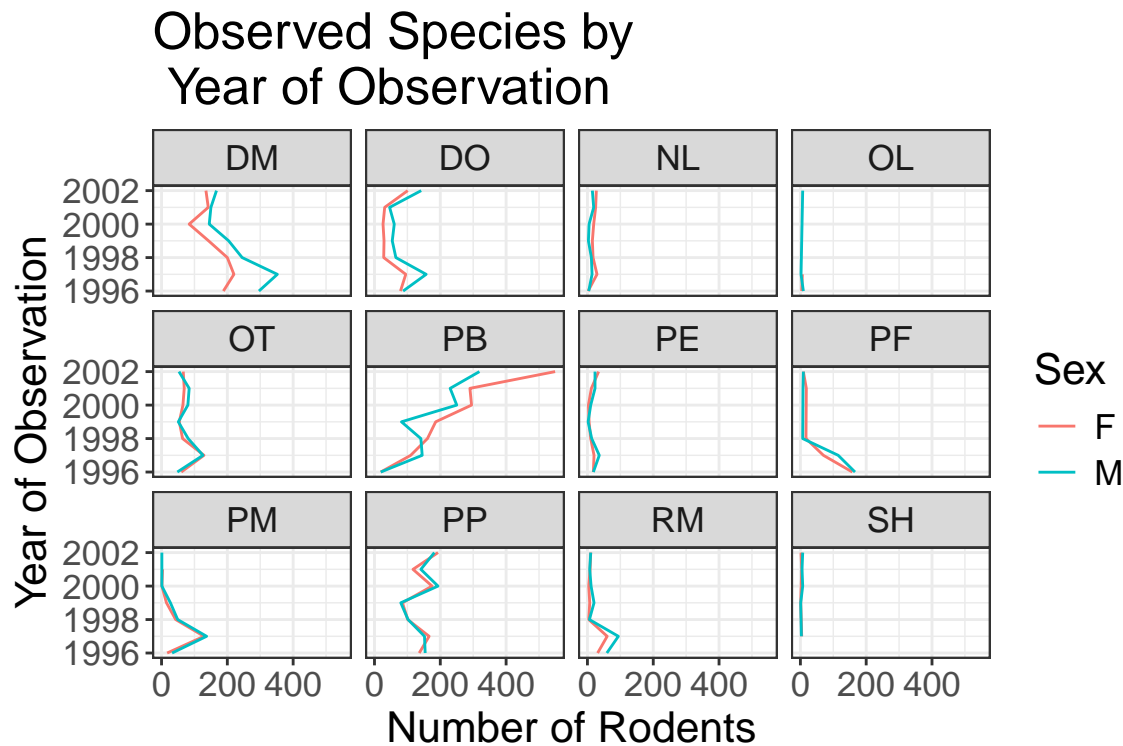 Observed Species by
Year of Observation
DM DO NL OL
2002
2000
1998
1996
OT PB PE PF
2002
2000
1998
1996
PM PP RM SH
2002
2000
1998
1996
0 200 400 0 200 400 0 200 400 0 200 400
Number of Rodents
Year of Observation
Sex
F
M